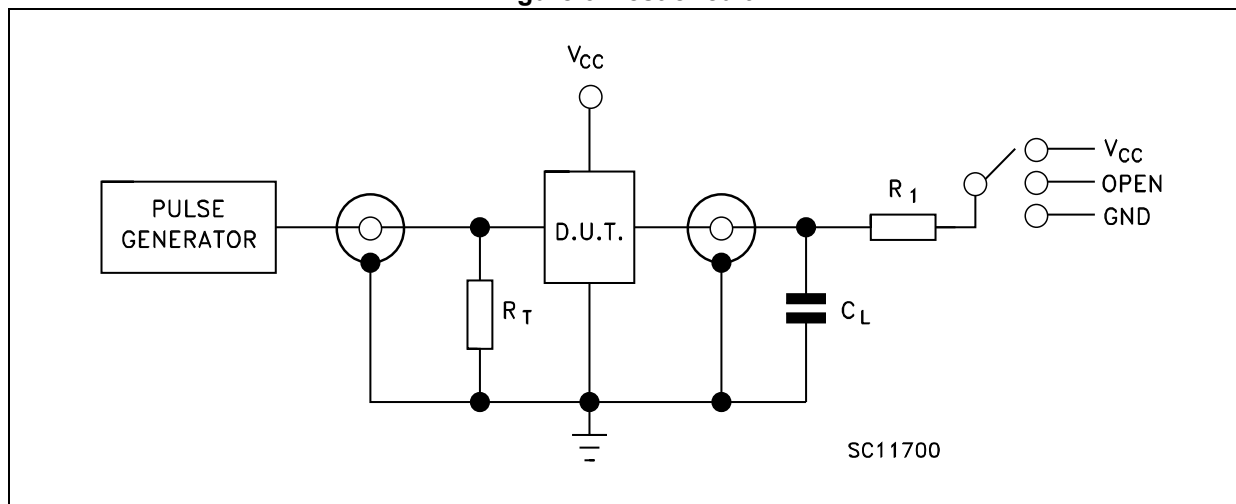 VCC
PULSE
GENERATOR
D.U.T.
RT
CL
R1
VCC
OPEN
GND
SC11700